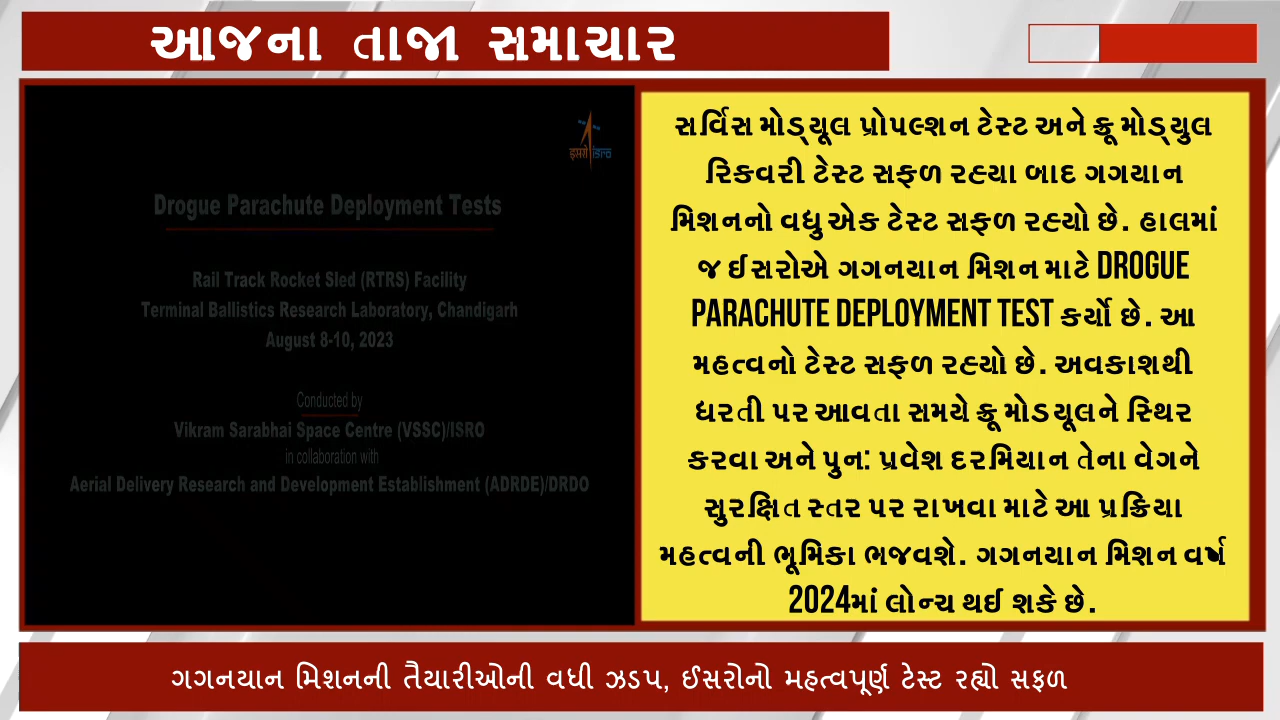 આજના તાજા સમાચાર
इसरो isro
Drogue Parachute Deployment Tests
Rail Track Rocket Sled (RTRS) Facility
Terminal Ballistics Research Laboratory, Chandigarh
August 8-10, 2023
Conducted by
Vikram Sarabhai Space Centre (VSSC)/ISRO
in collaboration with
Aerial Delivery Research and Development Establishment (ADRDE)/DRDO
સર્વિસ મોડ્યૂલ પ્રોપલ્શન ટેસ્ટ અને ક્રૂ મોડ્યુલ
રિકવરી ટેસ્ટ સફળ રહ્યા બાદ ગગયાન
મિશનનો વધુ એક ટેસ્ટ સફળ રહ્યો છે. હાલમાં
જ ઈસરોએ ગગનયાન મિશન માટે DROGUE
PARACHUTE DEPLOYMENT TEST કર્યો છે. આ
મહત્વનો ટેસ્ટ સફળ રહ્યો છે. અવકાશથી
ધરતી પર આવતા સમયે ક્રૂ મોડયૂલને સ્થિર
કરવા અને પુન: પ્રવેશ દરમિયાન તેના વેગને
સુરક્ષિત સ્તર પર રાખવા માટે આ પ્રક્રિયા
મહત્વની ભૂમિકા ભજવશે. ગગનયાન મિશન વર્ષ
2024માં લોન્ચ થઈ શકે છે.
ગગનયાન મિશનની તૈયારીઓની વધી ઝડપ, ઈસરોનો મહત્વપૂર્ણ ટેસ્ટ રહ્યો સફળ